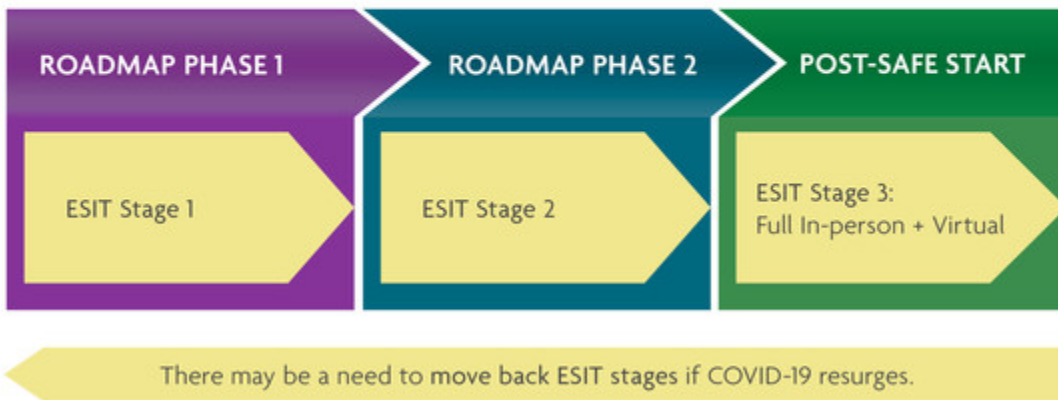 ROADMAP PHASE 1
ROADMAP PHASE 2
POST-SAFE START
ESIT Stage 1
ESIT Stage 2
ESIT Stage 3:
Full In-person + Virtual
There may be a need to move back ESIT stages if COVID-19 resurges.